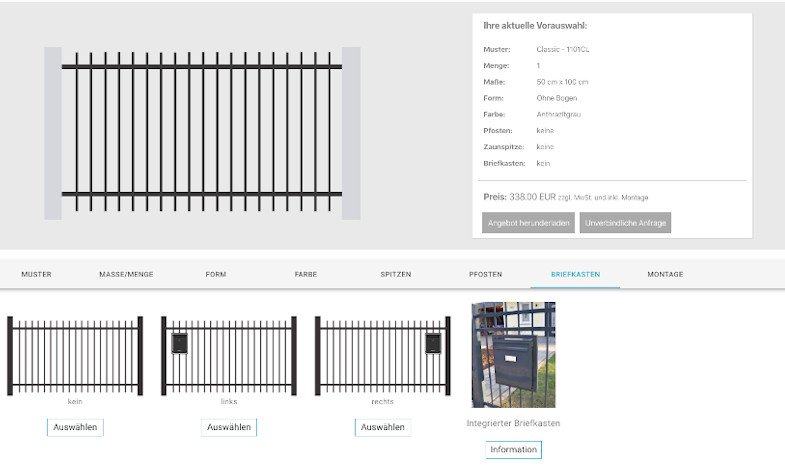 Ihre aktuelle Vorauswahl:
Muster: Classic - 1101CL
Menge: 1
Maße: 50 cm x 100 cm
Form: Ohne Bogen
Farbe: Anthrazitgrau
Pfosten: keine
Zaunspitze: keine
Briefkasten: kein
Preis: 338.00 EUR zzgl. MwSt. und inkl. Montage
Angebot herunderladen Unverbindliche Anfrage
MUSTER MASSE/MENGE FORM FARBE SPITZEN PFOSTEN BRIEFKASTEN MONTAGE
kein links rechts
Integrierter Briefkasten
Auswählen Auswählen Auswählen
Information